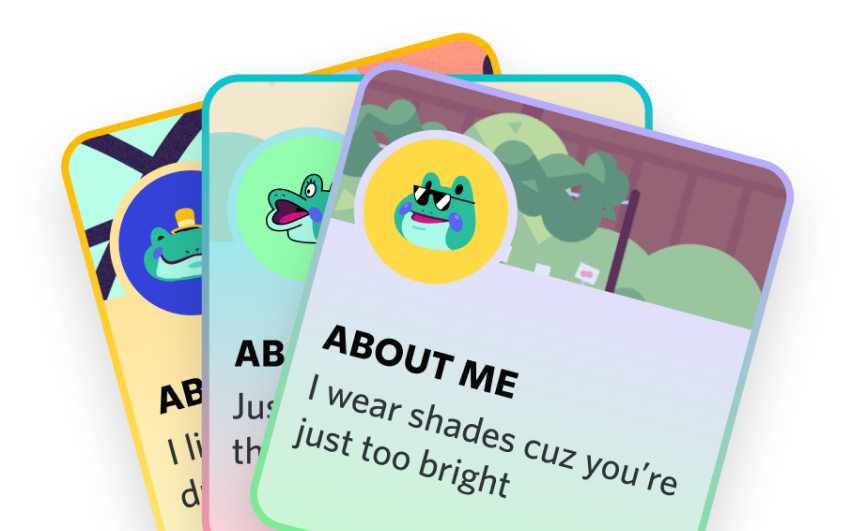 ABOUT ME
I wear shades cuz you're
just too bright
AB
Jus
th
AB
I li